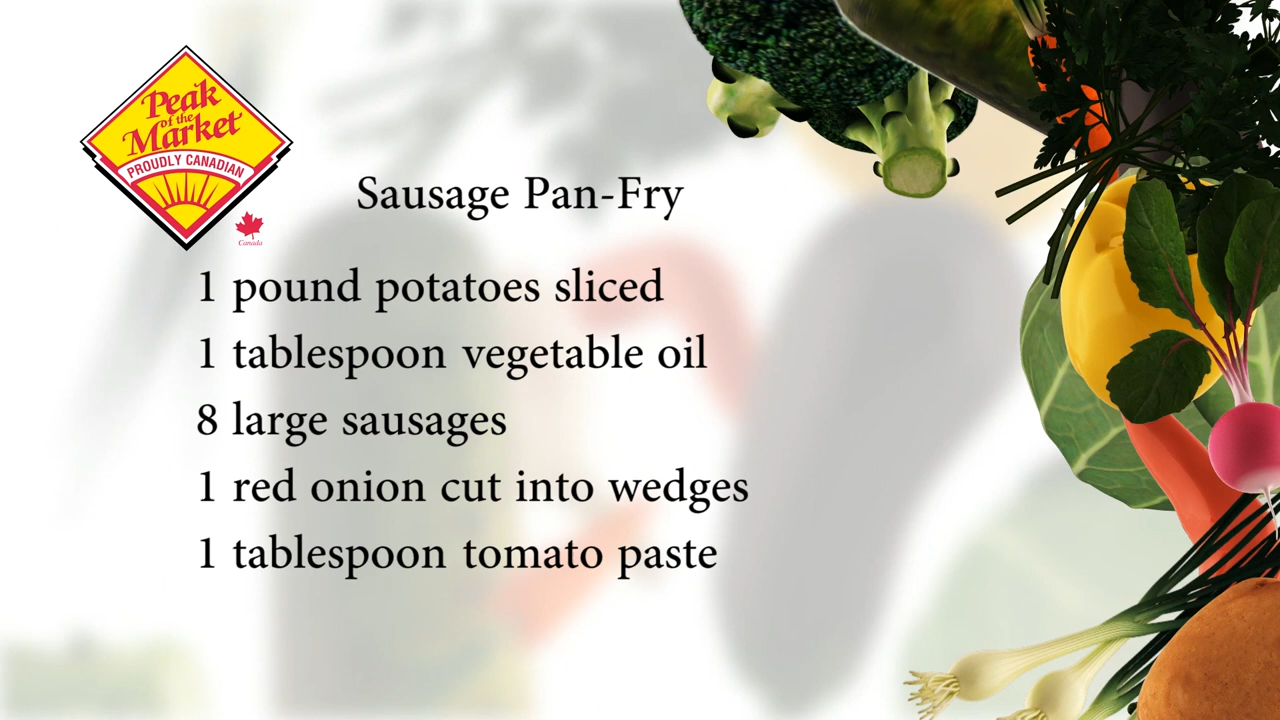 Peak
of the
Market
PROUDLY CANADIAN
Canada
Sausage Pan-Fry
1 pound potatoes sliced
1 tablespoon vegetable oil
8 large sausages
1 red onion cut into wedges
1 tablespoon tomato paste